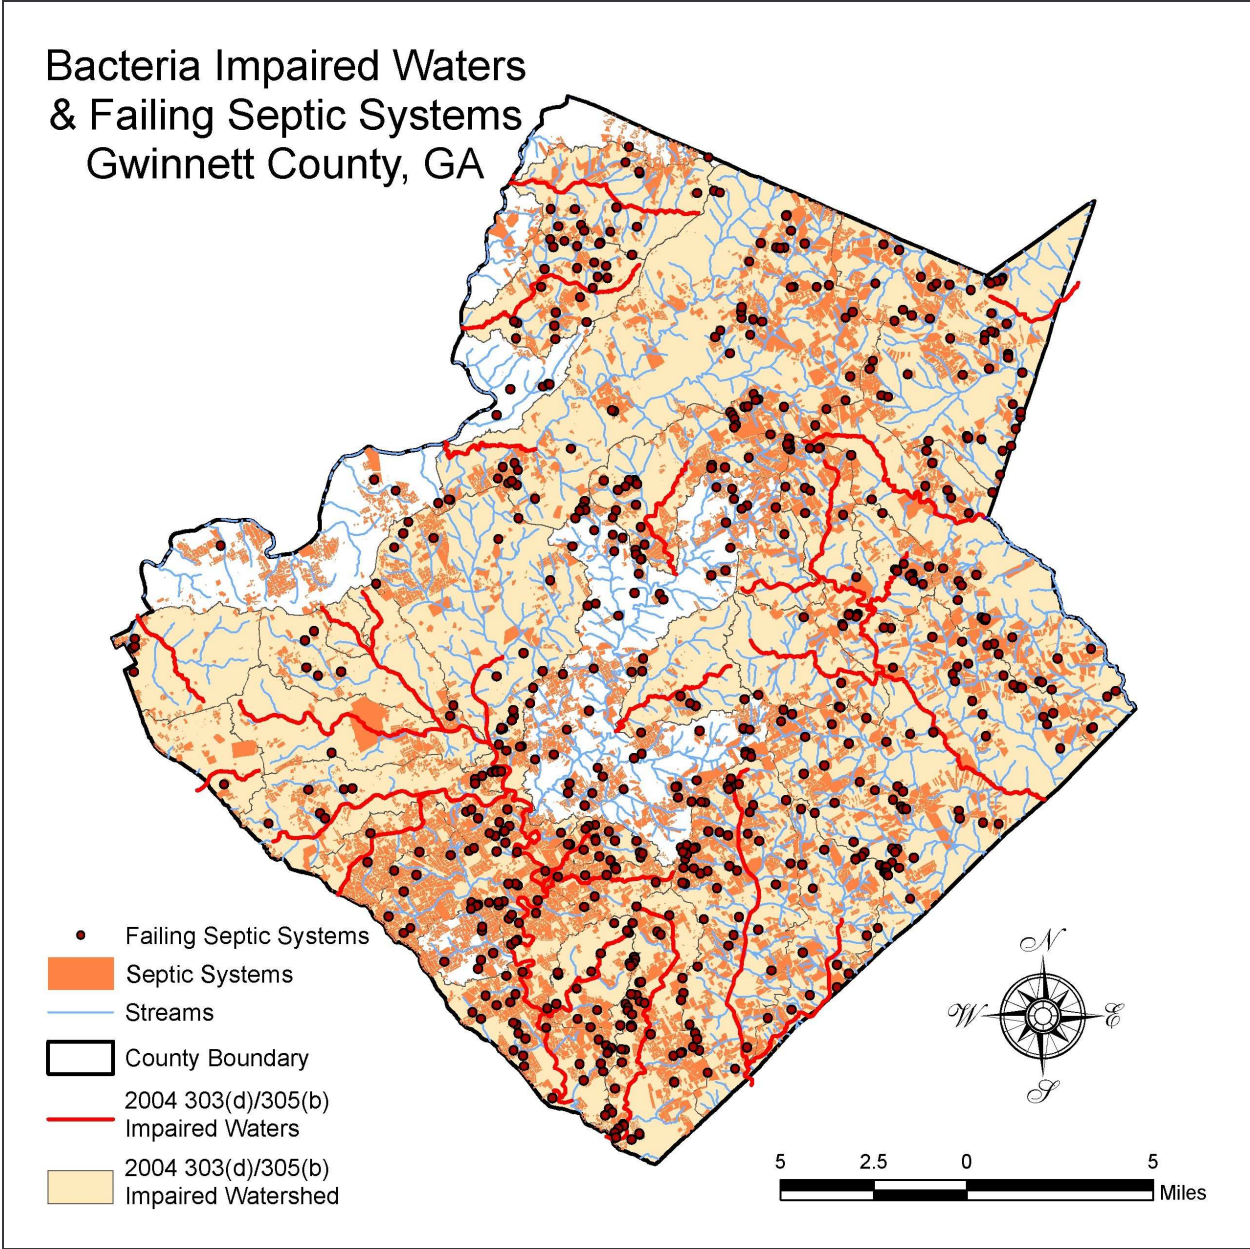 Bacteria Impaired Waters
& Failing Septic Systems
Gwinnett County, GA
Failing Septic Systems
Septic Systems
Streams
County Boundary
2004 303(d)/305(b)
Impaired Waters
2004 303(d)/305(b)
Impaired Watershed
N
W E
S
5 2.5 0 5
Miles